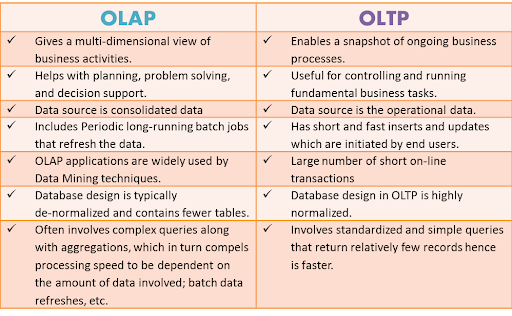 OLAP
OLTP
✓ Gives a multi-dimensional view of
business activities.
✓ Enables a snapshot of ongoing business
processes.
✓ Helps with planning, problem solving,
and decision support.
✓ Useful for controlling and running
fundamental business tasks.
✓ Data source is consolidated data
✓ Data source is the operational data.
✓ Includes Periodic long-running batch jobs
that refresh the data.
✓ Has short and fast inserts and updates
which are initiated by end users.
✓ OLAP applications are widely used by
Data Mining techniques.
✓ Large number of short on-line
transactions
✓ Database design is typically
de-normalized and contains fewer tables.
✓ Database design in OLTP is highly
normalized.
✓ Often involves complex queries along
with aggregations, which in turn compels
processing speed to be dependent on
the amount of data involved; batch data
refreshes, etc.
✓ Involves standardized and simple queries
that return relatively few records hence
is faster.